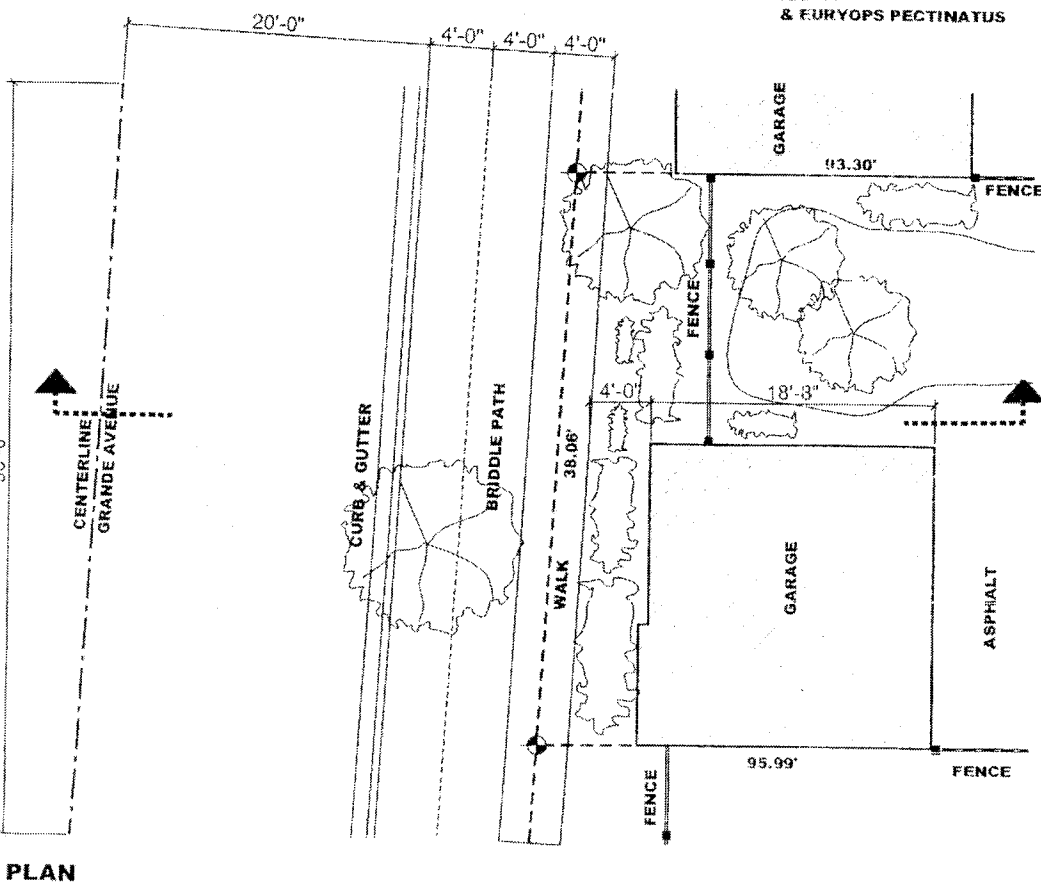 & EURYOPS PECTINATUS
20'-0"
4'-0"
4'-0"
4'-0"
GARAGE
93.30'
FENCE
FENCE
4'-0"
18'-8"
CENTERLINE
GRANDE AVENUE
CURB & GUTTER
BRIDDLE PATH
38.06'
WALK
GARAGE
ASPHALT
95.99'
FENCE
FENCE
PLAN